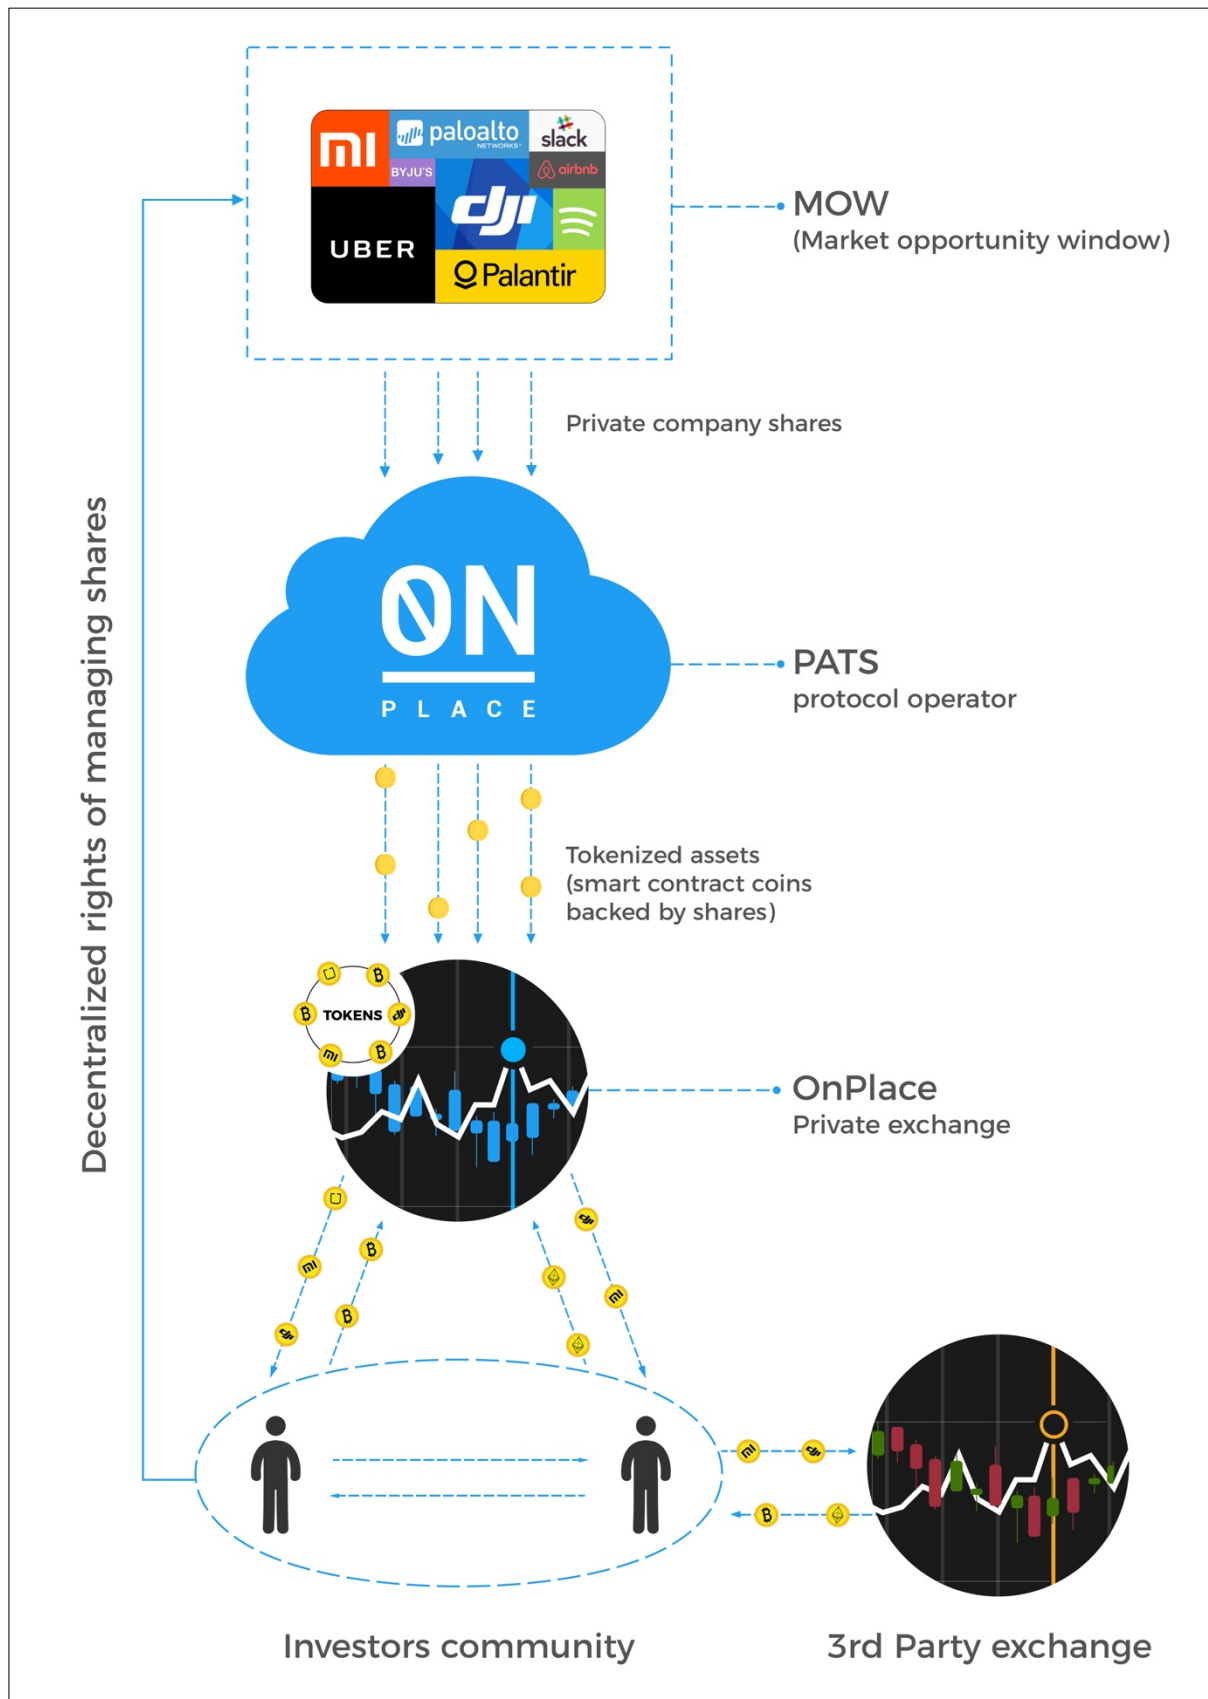 mi
paloalto
NETWORKS
slack
BYJU'S
airbnb
dji
UBER
Palantir
MOW
(Market opportunity window)
Private company shares
Decentralized rights of managing shares
0N
PLACE
PATS
protocol operator
Tokenized assets
(smart contract coins
backed by shares)
TOKENS
OnPlace
Private exchange
Investors community
3rd Party exchange